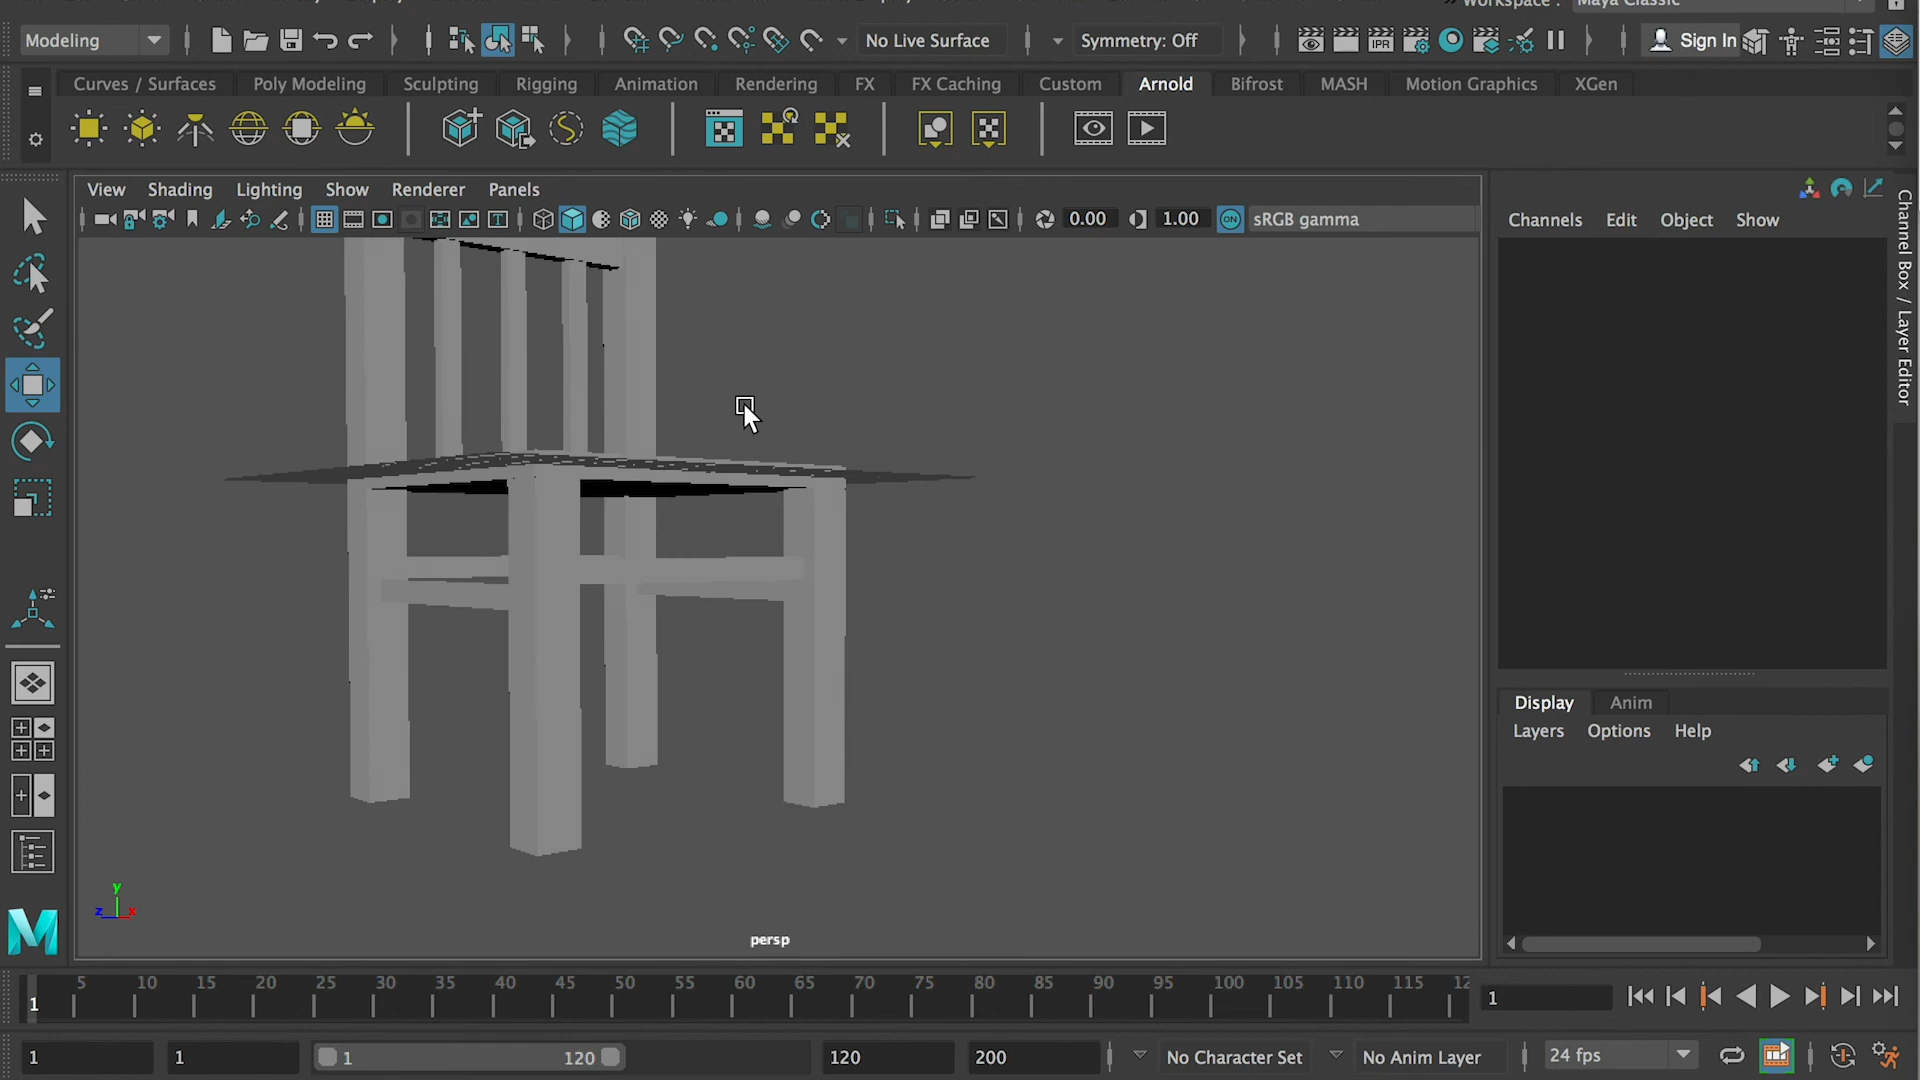 Workspace : Maya Classic
Modeling No Live Surface Symmetry: Off IPR Sign In
Curves / Surfaces Poly Modeling Sculpting Rigging Animation Rendering FX FX Caching Custom Arnold Bifrost MASH Motion Graphics XGen
View Shading Lighting Show Renderer Panels
0.00 1.00 ON sRGB gamma
Channels Edit Object Show
Channel Box / Layer Editor
Display Anim
Layers Options Help
y
z x
persp
M
5 10 15 20 25 30 35 40 45 50 55 60 65 70 75 80 85 90 95 100 105 110 115 12
1 1
1 1 1 120 120 200 No Character Set No Anim Layer 24 fps